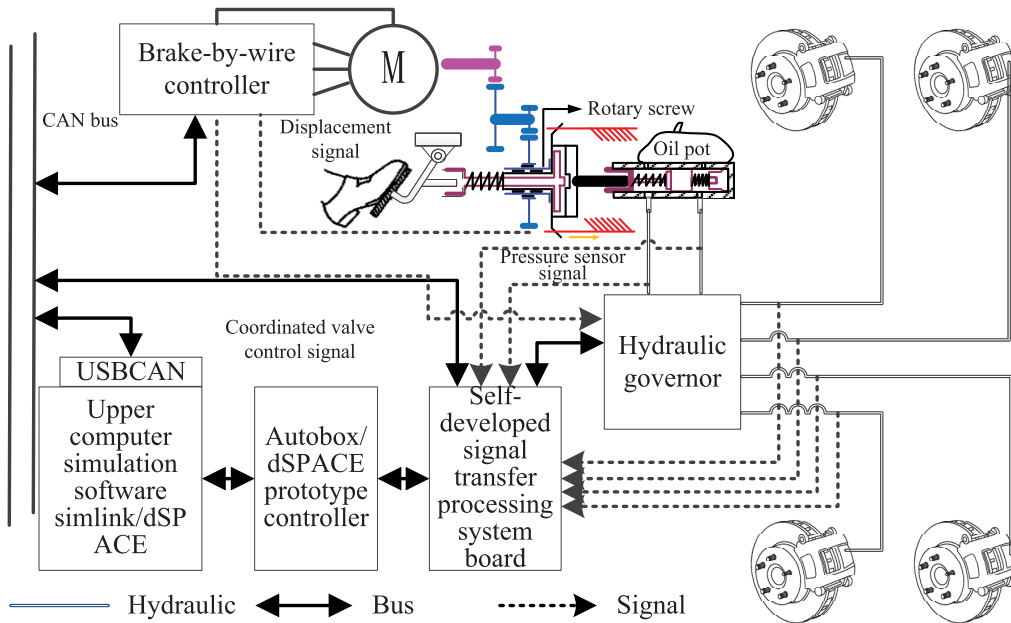 Brake-by-wire
controller
M
CAN bus
Displacement
signal
Rotary screw
Oil pot
Pressure sensor
signal
Coordinated valve
control signal
Hydraulic
governor
USBCAN
Upper
computer
simulation
software
simlink/dSP
ACE
Autobox/
dSPACE
prototype
controller
Self-
developed
signal
transfer
processing
system
board
Hydraulic
Bus
Signal